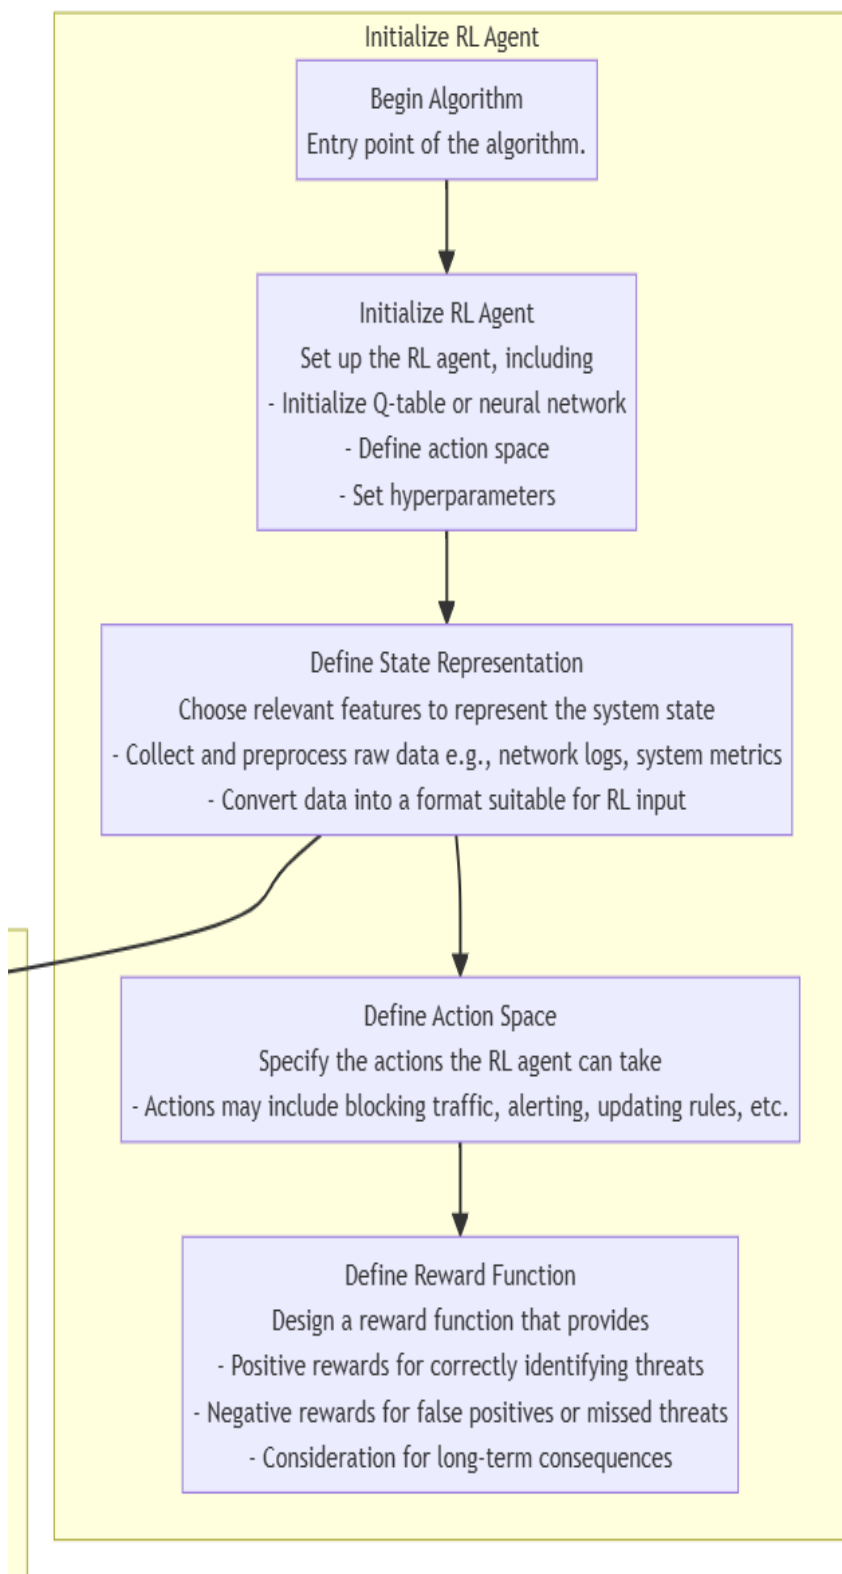 Initialize RL Agent
Begin Algorithm
Entry point of the algorithm.
Initialize RL Agent
Set up the RL agent, including
- Initialize Q-table or neural network
- Define action space
- Set hyperparameters
Define State Representation
Choose relevant features to represent the system state
- Collect and preprocess raw data e.g., network logs, system metrics
- Convert data into a format suitable for RL input
Define Action Space
Specify the actions the RL agent can take
- Actions may include blocking traffic, alerting, updating rules, etc.
Define Reward Function
Design a reward function that provides
- Positive rewards for correctly identifying threats
- Negative rewards for false positives or missed threats
- Consideration for long-term consequences